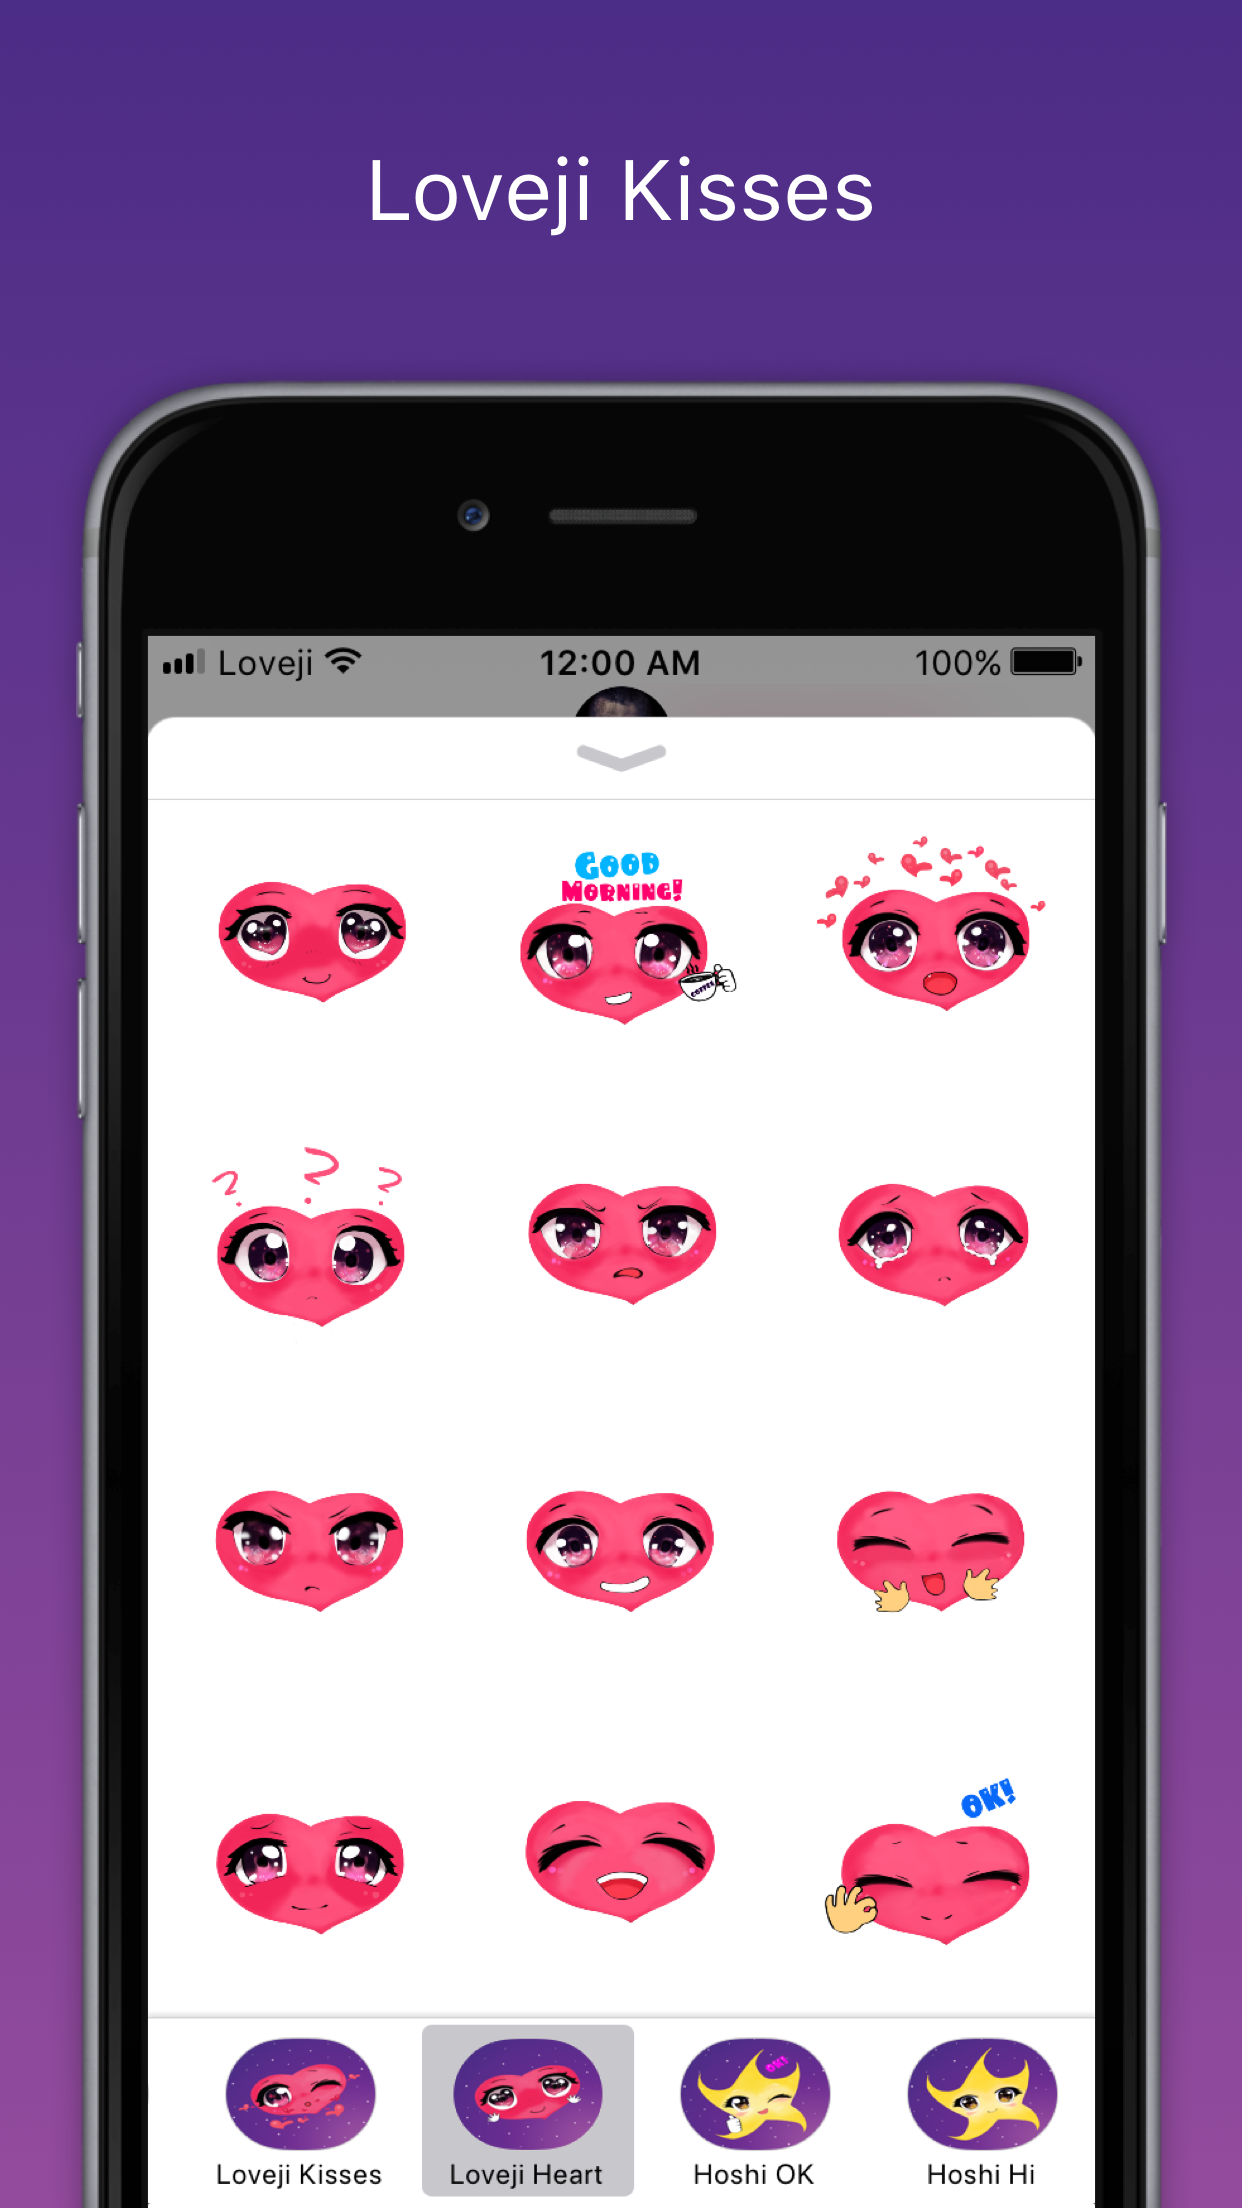 Loveji Kisses
Loveji 12:00 AM 100%
GOOD
MORNING!
COFFEE
? ? ?
OK!
OK!
Loveji Kisses Loveji Heart Hoshi OK Hoshi Hi